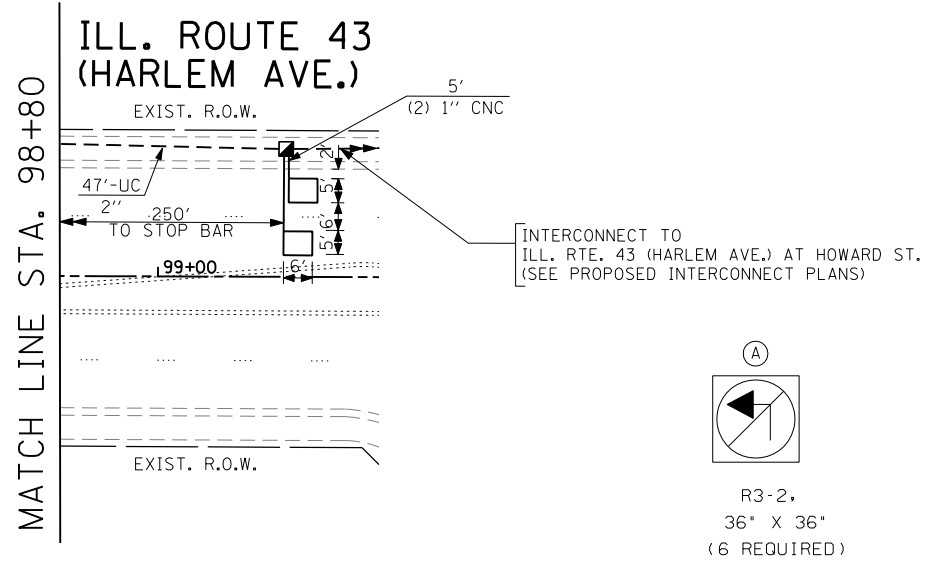 MATCH LINE STA. 98+80
ILL. ROUTE 43
(HARLEM AVE.)
EXIST. R.O.W.
5'
(2) 1'' CNC
47'-UC
2''
250'
TO STOP BAR
2'
5'
6'
5'
6'
99+00
INTERCONNECT TO
ILL. RTE. 43 (HARLEM AVE.) AT HOWARD ST.
(SEE PROPOSED INTERCONNECT PLANS)
EXIST. R.O.W.
A
R3-2,
36" X 36"
(6 REQUIRED)